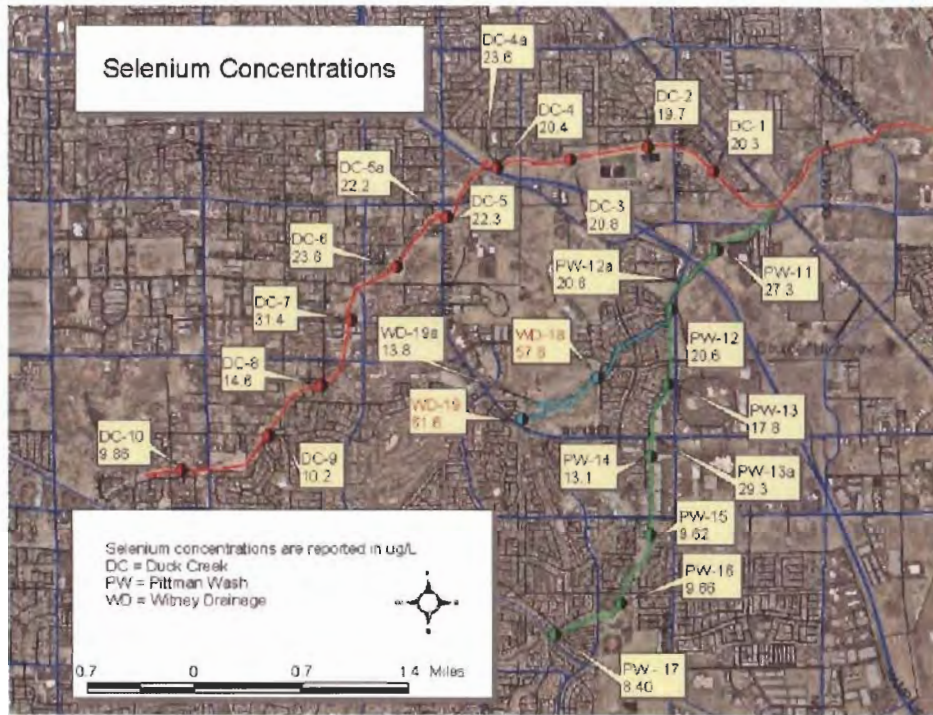 Selenium Concentrations
DC-4a
23.6
DC-4
20.4
DC-2
19.7
DC-1
20.3
DC-5a
22.2
DC-5
22.3
DC-3
20.8
DC-6
23.6
PW-12a
20.6
PW-11
27.3
DC-7
31.4
WD-19a
13.8
WD-18
57.6
PW-12
20.6
DC-8
14.6
WD-19
61.6
PW-13
17.8
DC-10
9.86
DC-9
10.2
PW-14
13.1
PW-13a
29.3
PW-15
9.62
PW-16
9.66
PW - 17
8.40
Selenium concentrations are reported in ug/L
DC = Duck Creek
PW = Pittman Wash
WD = Witney Drainage
0.7 0 0.7 1.4 Miles